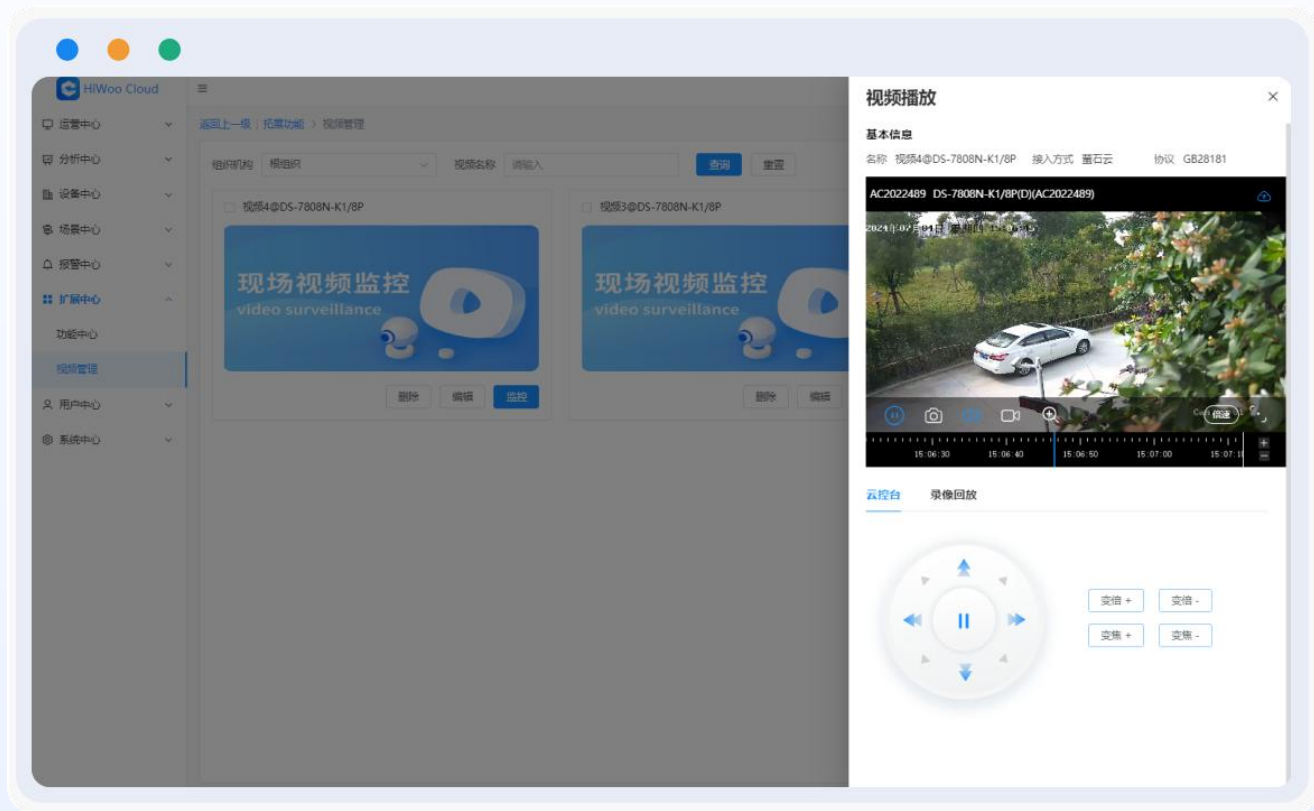 HiWoo Cloud
运营中心
分析中心
设备中心
场景中心
报警中心
扩展中心
功能中心
视频管理
用户中心
系统中心
返回上一级 | 拓展功能 > 视频管理
组织机构 根组织 视频名称 请输入 查询 重置
视频4@DS-7808N-K1/8P
现场视频监控
video surveillance
删除 编辑 监控
视频3@DS-7808N-K1/8P
现场视频监控
video surveillance
删除 编辑
视频播放
基本信息
名称 视频4@DS-7808N-K1/8P 接入方式 萤石云 协议 GB28181
AC2022489 DS-7808N-K1/8P(D)(AC2022489)
倍速
15:06:30 15:06:40 15:06:50 15:07:00
云控台 录像回放
变倍 + 变倍 -
变焦 + 变焦 -